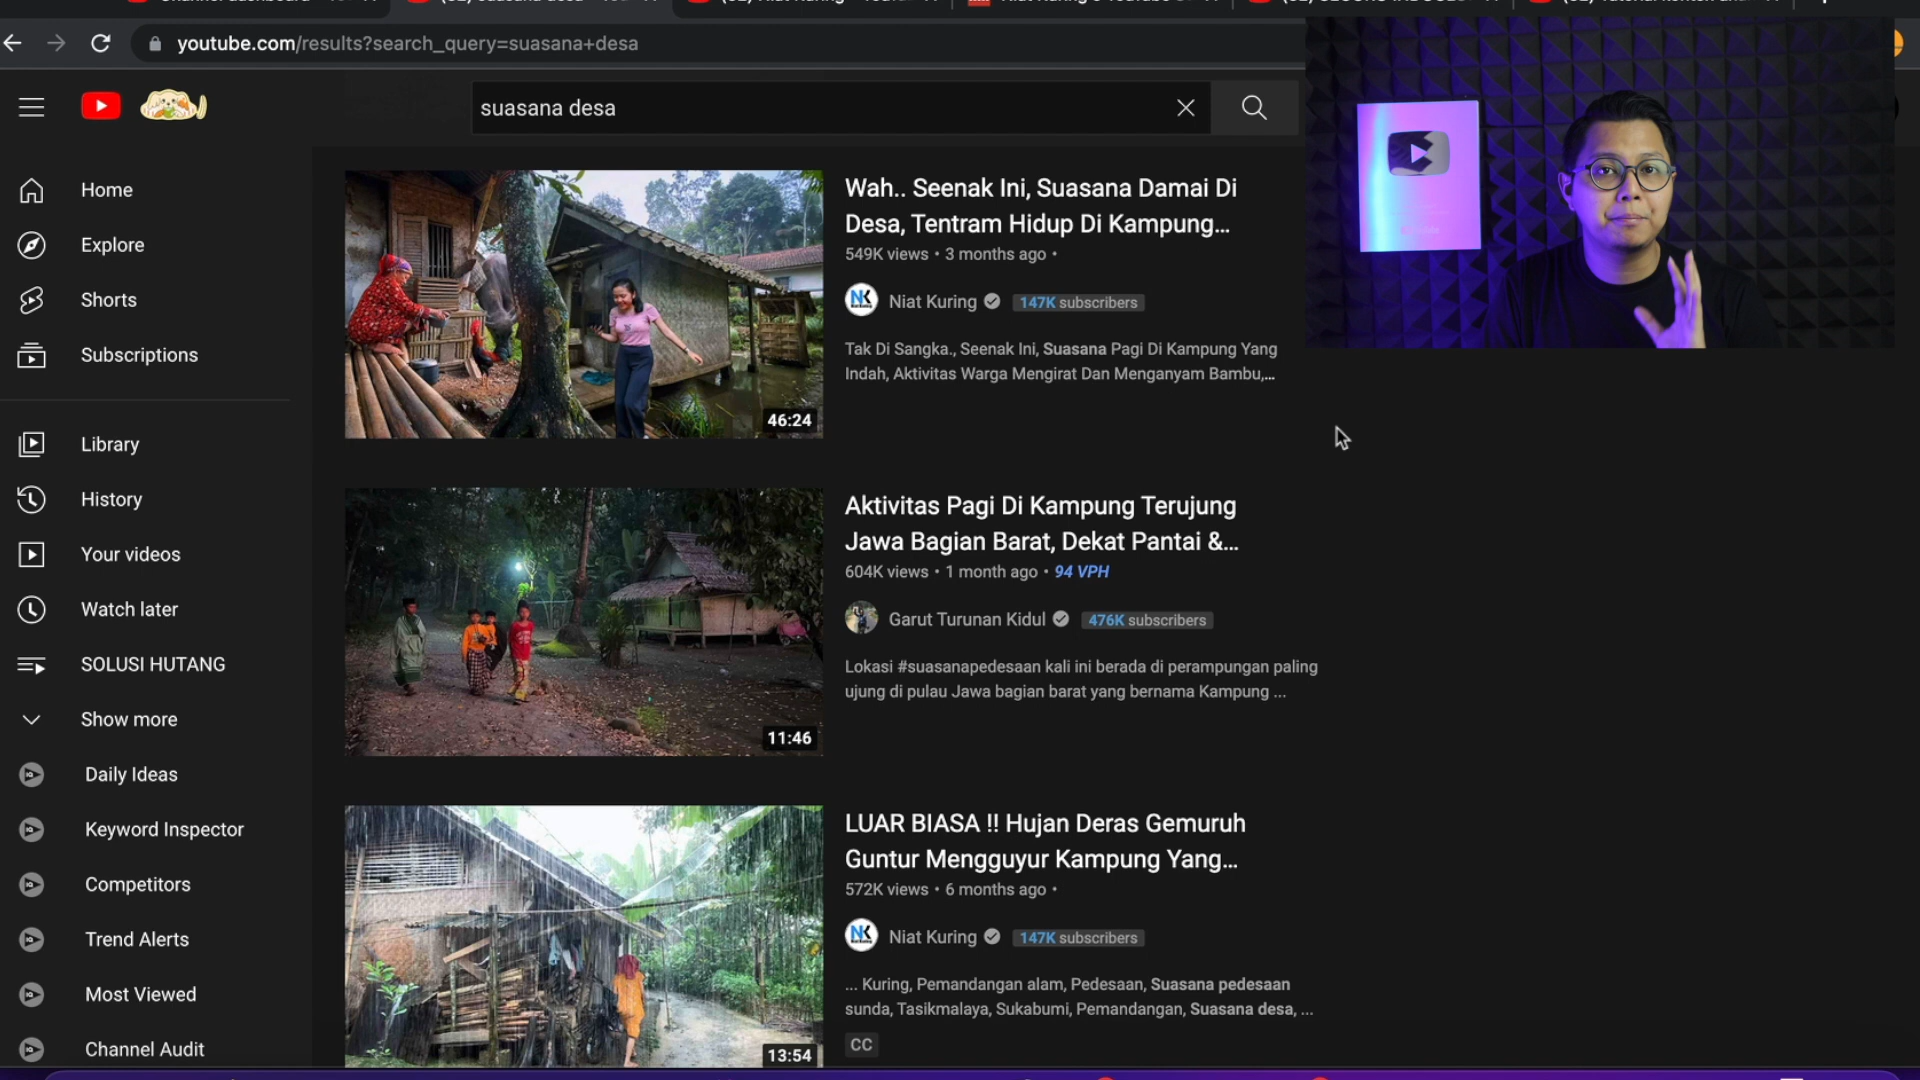 youtube.com/results?search_query=suasana+desa
suasana desa
Home
Explore
Shorts
Subscriptions
Library
History
Your videos
Watch later
SOLUSI HUTANG
Show more
Daily Ideas
Keyword Inspector
Competitors
Trend Alerts
Most Viewed
Channel Audit
46:24
Wah.. Seenak Ini, Suasana Damai Di
Desa, Tentram Hidup Di Kampung...
549K views • 3 months ago •
NK Niat Kuring 147K subscribers
Tak Di Sangka., Seenak Ini, Suasana Pagi Di Kampung Yang
Indah, Aktivitas Warga Mengirat Dan Menganyam Bambu,...
11:46
Aktivitas Pagi Di Kampung Terujung
Jawa Bagian Barat, Dekat Pantai &...
604K views • 1 month ago • 94 VPH
Garut Turunan Kidul 476K subscribers
Lokasi #suasanapedesaan kali ini berada di perampungan paling
ujung di pulau Jawa bagian barat yang bernama Kampung ...
13:54
LUAR BIASA !! Hujan Deras Gemuruh
Guntur Mengguyur Kampung Yang...
572K views • 6 months ago •
NK Niat Kuring 147K subscribers
... Kuring, Pemandangan alam, Pedesaan, Suasana pedesaan
sunda, Tasikmalaya, Sukabumi, Pemandangan, Suasana desa, ...
CC